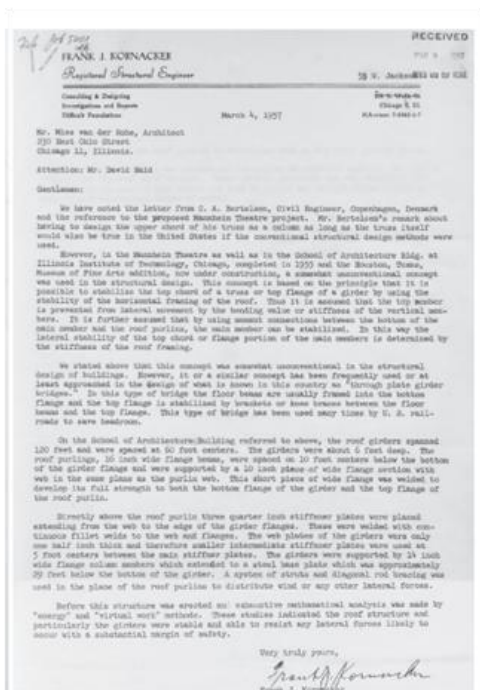 RECEIVED
FRANK J. KORNACKER
Registered Structural Engineer
Consulting & Designing
Investigations and Reports
Difficult Foundations
Chicago
March 4, 1957
Mr. Mies van der Rohe, Architect
230 East Ohio Street
Chicago 11, Illinois.
Attention: Mr. David Haid
Gentlemen:
We have noted the letter from S. A. Bertelsen, Civil Engineer, Copenhagen, Denmark
and the reference to the proposed Mannheim Theatre project. Mr. Bertelsen's remark about
having to design the upper chord of his truss as a column as long as the truss itself
would also be true in the United States if the conventional structural design methods were
used.
However, in the Mannheim Theatre as well as in the School of Architecture Bldg. at
Illinois Institute of Technology, Chicago, completed in 1955 and the Houston, Texas,
Museum of Fine Arts addition, now under construction, a somewhat unconventional concept
was used in the structural design. This concept is based on the principle that it is
possible to stabilize the top chord of a truss or top flange of a girder by using the
stability of the horizontal framing of the roof. Thus it is assumed that the top member
is prevented from lateral movement by the bending value or stiffness of the vertical mem-
bers. It is further assumed that by using moment connections between the bottom of the
main member and the roof purlins, the main member can be stabilized. In this way the
lateral stability of the top chord or flange portion of the main members is determined by
the stiffness of the roof framing.
We stated above that this concept was somewhat unconventional in the structural
design of buildings. However, it or a similar concept has been frequently used or at
least approached in the design of what is known in this country as "through plate girder
bridges." In this type of bridge the floor beams are usually framed into the bottom
flange and the top flange is stabilized by brackets or knee braces between the floor
beams and the top flange. This type of bridge has been used many times by U. S. rail-
roads to save headroom.
On the School of Architecture Building referred to above, the roof girders spanned
120 feet and were spaced at 60 foot centers. The girders were about 6 feet deep. The
roof purlins, 16 inch wide flange beams, were spaced on 10 foot centers below the bottom
of the girder flange and were supported by a 10 inch piece of wide flange section with
web in the same plane as the purlin web. This short piece of wide flange was welded to
develop its full strength to both the bottom flange of the girder and the top flange of
the roof purlin.
Directly above the roof purlin three quarter inch stiffener plates were placed
extending from the web to the edge of the girder flanges. These were welded with con-
tinuous fillet welds to the web and flanges. The web plates of the girders were only
one half inch thick and therefore smaller intermediate stiffener plates were used at
5 foot centers between the main stiffener plates. The girders were supported by 14 inch
wide flange column members which extended to a steel base plate which was approximately
29 feet below the bottom of the girder. A system of struts and diagonal rod bracing was
used in the plane of the roof purlins to distribute wind or any other lateral forces.
Before this structure was erected an exhaustive mathematical analysis was made by
"energy" and "virtual work" methods. These studies indicated the roof structure and
particularly the girders were stable and able to resist any lateral forces likely to
occur with a substantial margin of safety.
Very truly yours,
Frank J. Kornacker
Frank J. Kornacker